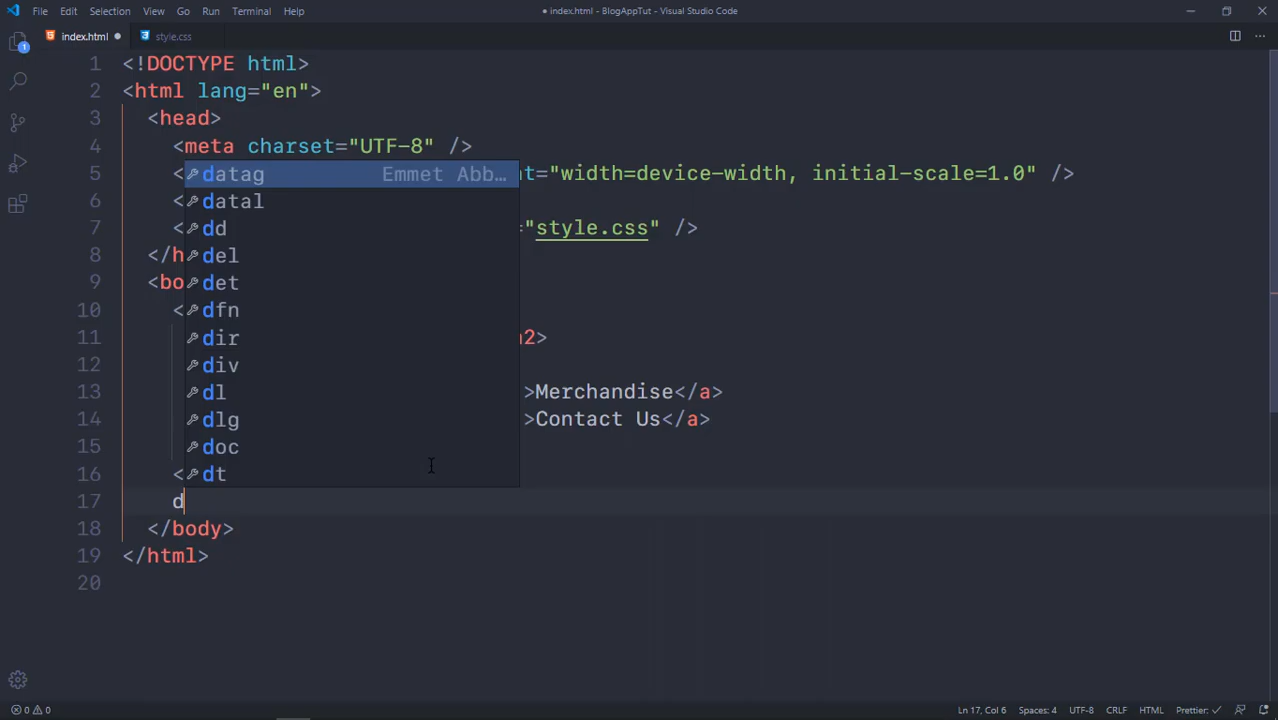 File Edit Selection View Go Run Terminal Help
● index.html - BlogAppTut - Visual Studio Code
index.html ●
style.css
1
1 <!DOCTYPE html>
2 <html lang="en">
3 <head>
4 <meta charset="UTF-8" />
5 < nt="width=device-width, initial-scale=1.0" />
6 <
7 < ="style.css" />
8 </h
9 <bo
10 <
11 h2>
12
13 >Merchandise</a>
14 >Contact Us</a>
15
16 <
17 d
18 </body>
19 </html>
20
datag Emmet Abb…
datal
dd
del
det
dfn
dir
div
dl
dlg
doc
dt
0 0
Ln 17, Col 6 Spaces: 4 UTF-8 CRLF HTML Prettier: ✓